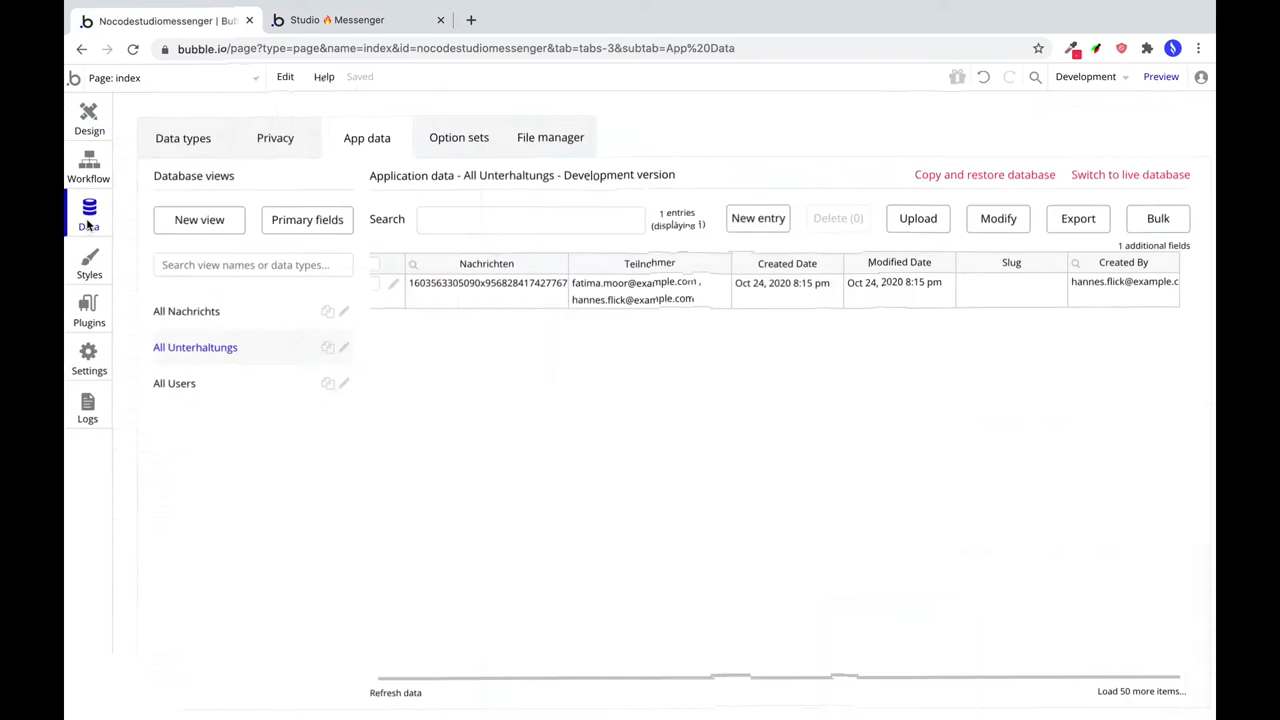 Nocodestudiomessenger | Bub
Studio 🔥 Messenger
bubble.io/page?type=page&name=index&id=nocodestudiomessenger&tab=tabs-3&subtab=App%20Data
Page: index
Edit
Help
Saved
Development
Preview
Design
Workflow
Data
Styles
Plugins
Settings
Logs
Data types
Privacy
App data
Option sets
File manager
Database views
Application data - All Unterhaltungs - Development version
Copy and restore database
Switch to live database
New view
Primary fields
Search
1 entries
(displaying 1)
New entry
Delete (0)
Upload
Modify
Export
Bulk
1 additional fields
Search view names or data types...
All Nachrichts
All Unterhaltungs
All Users
Nachrichten
Teilnehmer
Created Date
Modified Date
Slug
Created By
1603563305090x956828417427767
fatima.moor@example.com ,
hannes.flick@example.com
Oct 24, 2020 8:15 pm
Oct 24, 2020 8:15 pm
hannes.flick@example.c
Refresh data
Load 50 more items...